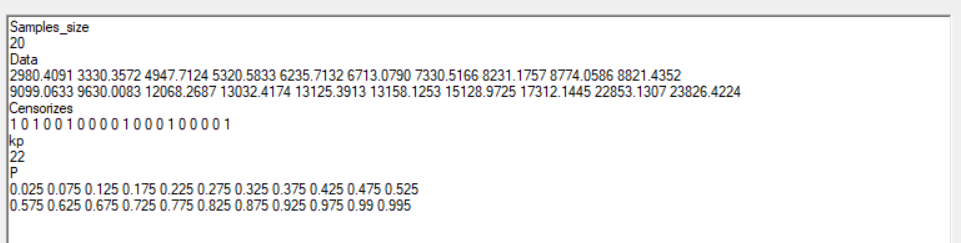 Samples_size
20
Data
2980.4091 3330.3572 4947.7124 5320.5833 6235.7132 6713.0790 7330.5166 8231.1757 8774.0586 8821.4352
9099.0633 9630.0083 12068.2687 13032.4174 13125.3913 13158.1253 15128.9725 17312.1445 22853.1307 23826.4224
Censorizes
1 0 1 0 0 1 0 0 0 0 1 0 0 0 1 0 0 0 0 1
kp
22
P
0.025 0.075 0.125 0.175 0.225 0.275 0.325 0.375 0.425 0.475 0.525
0.575 0.625 0.675 0.725 0.775 0.825 0.875 0.925 0.975 0.99 0.995